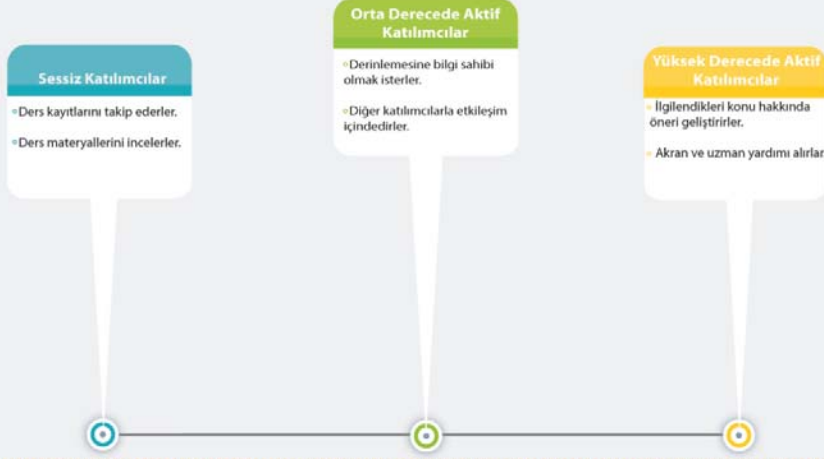 Sessiz Katılımcılar
Ders kayıtlarını takip ederler.
Ders materyallerini incelerler.
Orta Derecede Aktif
Katılımcılar
Derinlemesine bilgi sahibi
olmak isterler.
Diğer katılımcılarla etkileşim
içindedirler.
Yüksek Derecede Aktif
Katılımcılar
İlgilendikleri konu hakkında
öneri geliştirirler.
Akran ve uzman yardımı alırlar